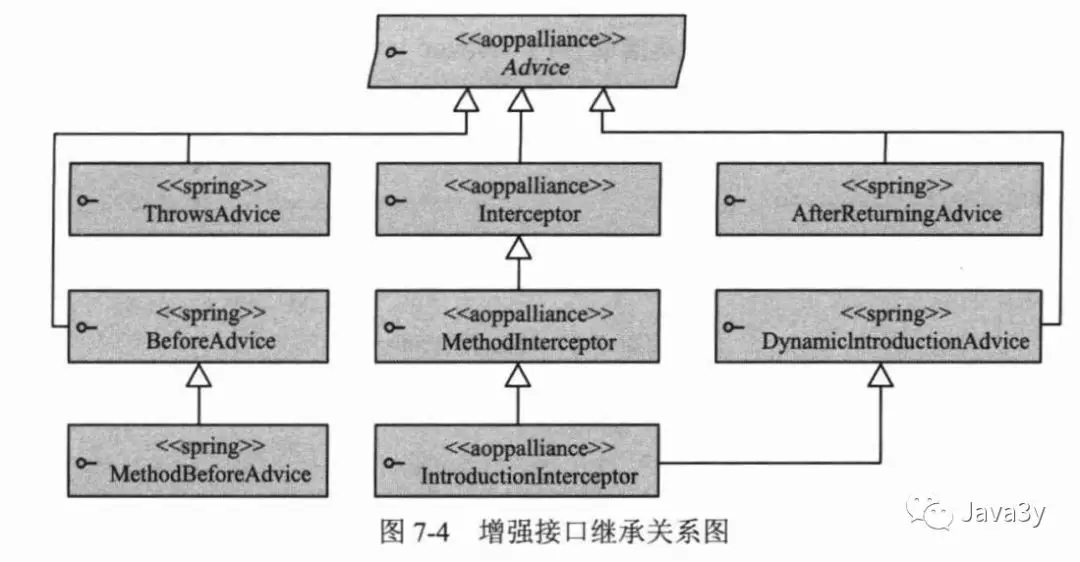 <<aoppalliance>>
Advice
<<spring>>
ThrowsAdvice
<<aoppalliance>>
Interceptor
<<spring>>
AfterReturningAdvice
<<spring>>
BeforeAdvice
<<aoppalliance>>
MethodInterceptor
<<spring>>
DynamicIntroductionAdvice
<<spring>>
MethodBeforeAdvice
<<aoppalliance>>
IntroductionInterceptor
Java3y
图 7-4 增强接口继承关系图